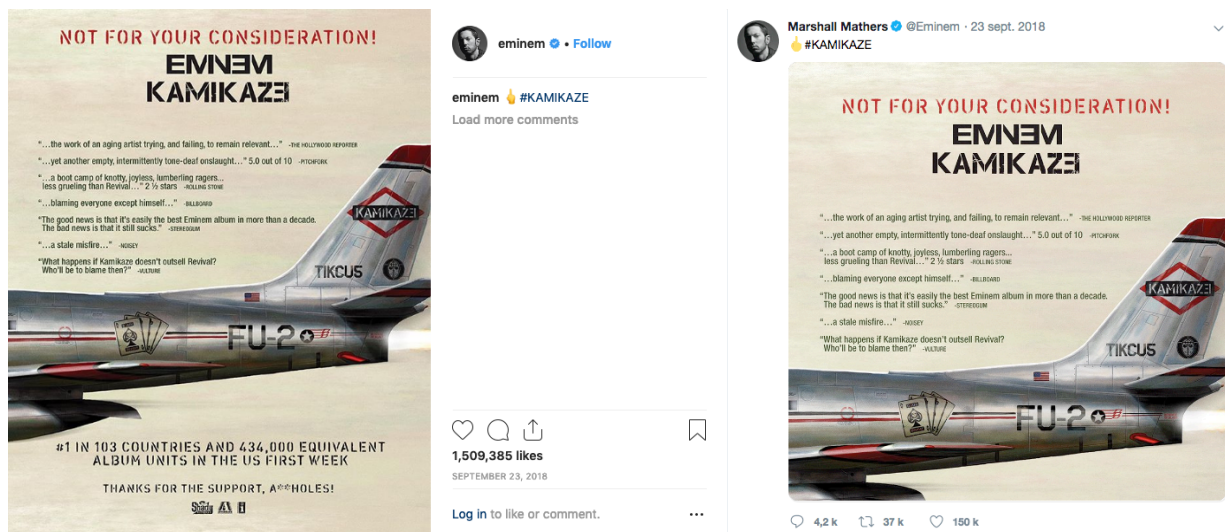 NOT FOR YOUR CONSIDERATION!
EMINEM
KAMIKAZE
"...the work of an aging artist trying, and failing, to remain relevant..." -THE HOLLYWOOD REPORTER
"...yet another empty, intermittently tone-deaf onslaught..." 5.0 out of 10 -PITCHFORK
"...a boot camp of knotty, joyless, lumberling ragers...
less grueling than Revival..." 2 ½ stars -ROLLING STONE
"...blaming everyone except himself..." -BILLBOARD
"The good news is that it's easily the best Eminem album in more than a decade.
The bad news is that it still sucks." -STEREOGUM
"...a stale misfire..." -NOISEY
"What happens if Kamikaze doesn't outsell Revival?
Who'll be to blame then?" -VULTURE
KAMIKAZE
TIKCUS
FU-2
#1 IN 103 COUNTRIES AND 434,000 EQUIVALENT
ALBUM UNITS IN THE US FIRST WEEK
THANKS FOR THE SUPPORT, A**HOLES!
Shady
eminem • Follow
eminem 🖕 #KAMIKAZE
Load more comments
1,509,385 likes
SEPTEMBER 23, 2018
Log in to like or comment.
Marshall Mathers @Eminem · 23 sept. 2018
🖕 #KAMIKAZE
NOT FOR YOUR CONSIDERATION!
EMINEM
KAMIKAZE
"...the work of an aging artist trying, and failing, to remain relevant..." -THE HOLLYWOOD REPORTER
"...yet another empty, intermittently tone-deaf onslaught..." 5.0 out of 10 -PITCHFORK
"...a boot camp of knotty, joyless, lumberling ragers...
less grueling than Revival..." 2 ½ stars -ROLLING STONE
"...blaming everyone except himself..." -BILLBOARD
"The good news is that it's easily the best Eminem album in more than a decade.
The bad news is that it still sucks." -STEREOGUM
"...a stale misfire..." -NOISEY
"What happens if Kamikaze doesn't outsell Revival?
Who'll be to blame then?" -VULTURE
KAMIKAZE
TIKCUS
FU-2
4,2 k 37 k 150 k